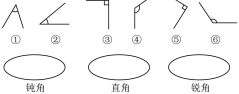 ① ② ③ ④ ⑤ ⑥
钝角 直角 锐角